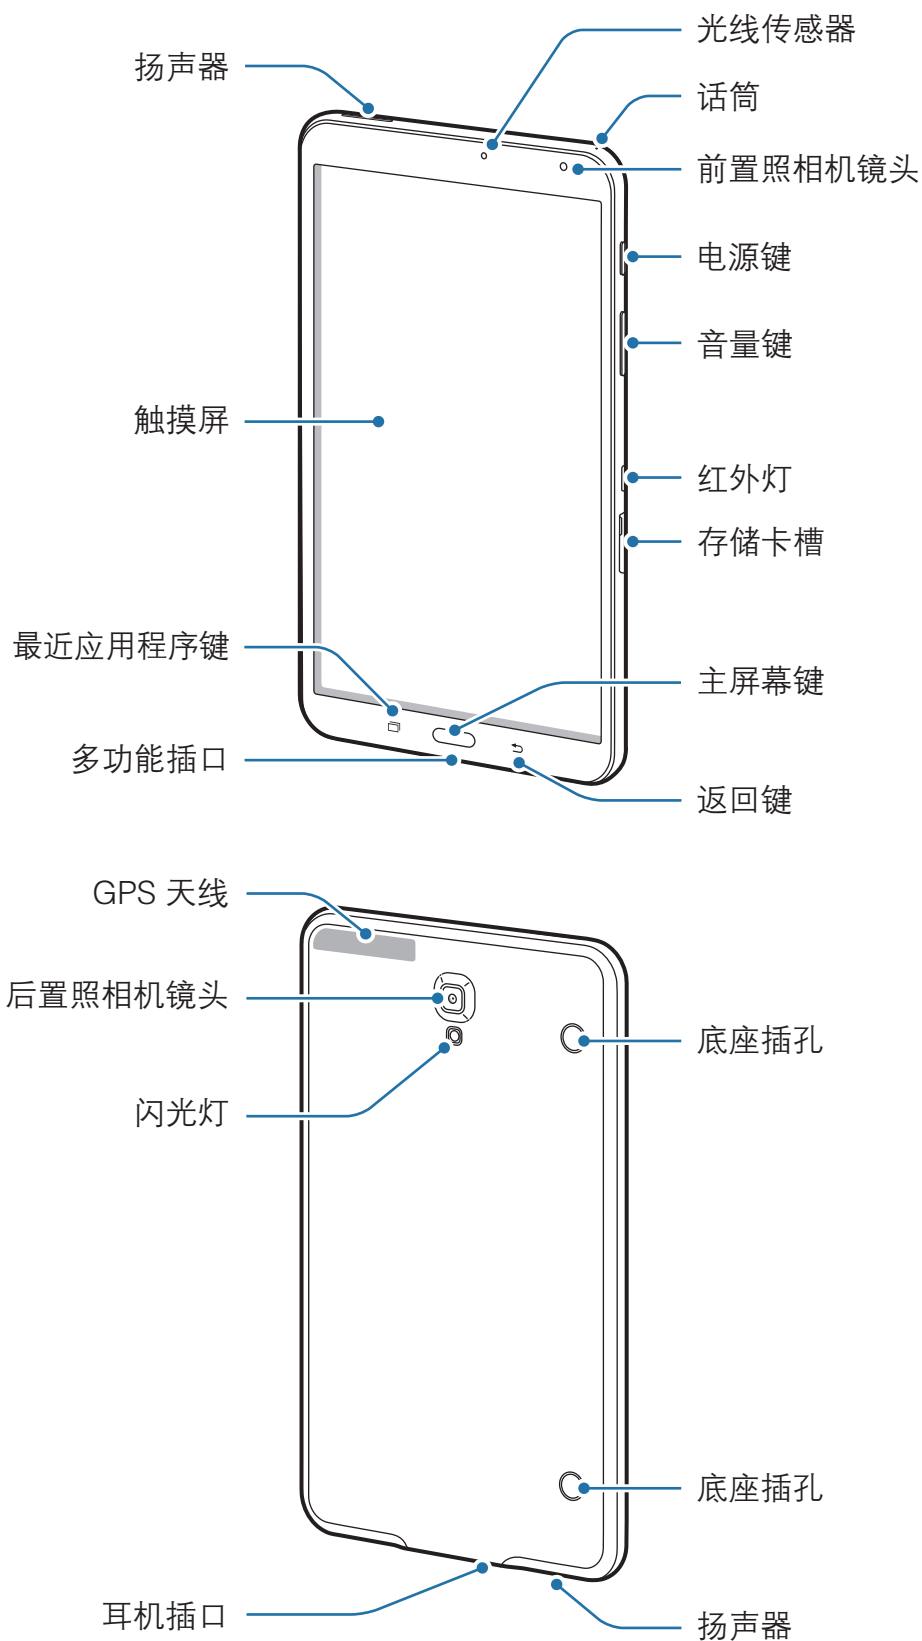 光线传感器
扬声器
话筒
前置照相机镜头
电源键
音量键
触摸屏
红外灯
存储卡槽
最近应用程序键
主屏幕键
多功能插口
返回键
GPS 天线
后置照相机镜头
底座插孔
闪光灯
底座插孔
耳机插口
扬声器